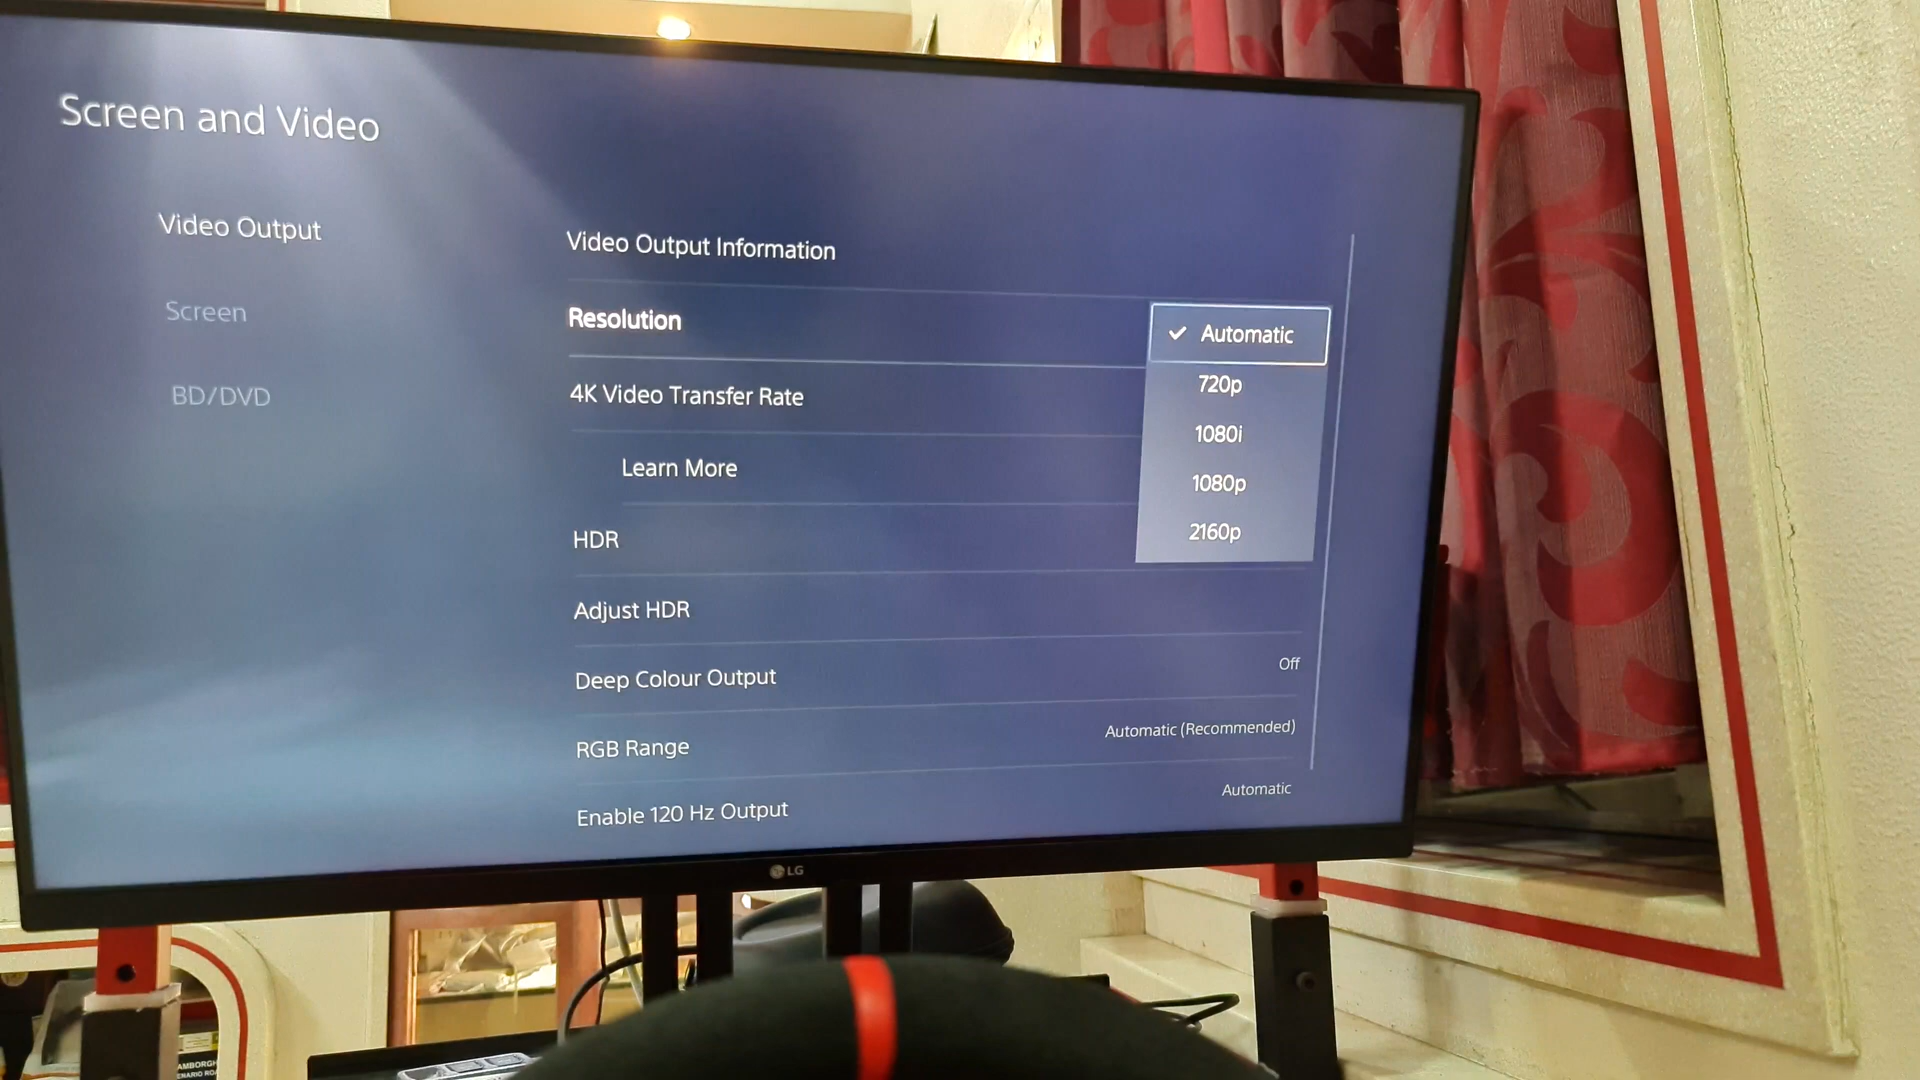 Screen and Video
Video Output
Screen
BD/DVD
Video Output Information
Resolution
✓ Automatic
720p
1080i
1080p
2160p
4K Video Transfer Rate
Learn More
HDR
Adjust HDR
Deep Colour Output
Off
RGB Range
Automatic (Recommended)
Enable 120 Hz Output
Automatic
LG